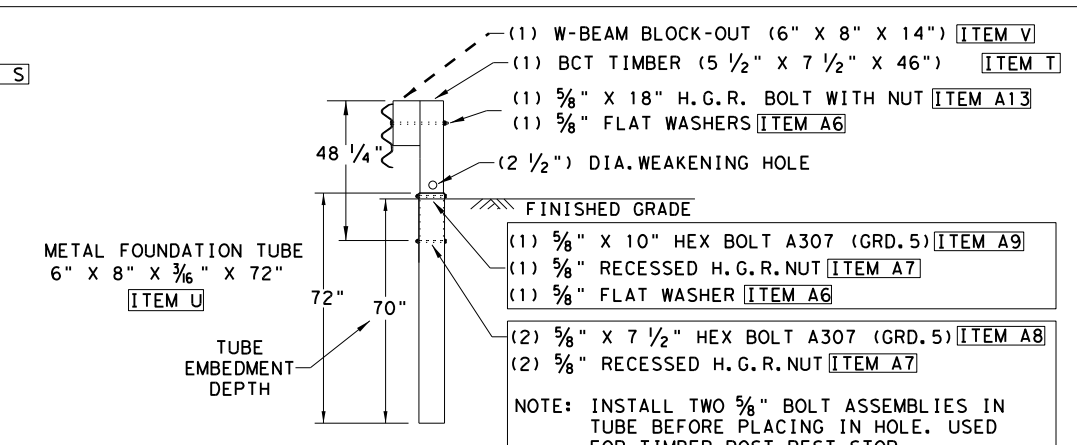 S
(1) W-BEAM BLOCK-OUT (6" X 8" X 14") ITEM V
(1) BCT TIMBER (5 1/2" X 7 1/2" X 46") ITEM T
(1) 5/8" X 18" H.G.R. BOLT WITH NUT ITEM A13
(1) 5/8" FLAT WASHERS ITEM A6
48 1/4"
(2 1/2") DIA.WEAKENING HOLE
FINISHED GRADE
METAL FOUNDATION TUBE
6" X 8" X 3/16" X 72"
ITEM U
72"
70"
TUBE
EMBEDMENT
DEPTH
(1) 5/8" X 10" HEX BOLT A307 (GRD.5) ITEM A9
(1) 5/8" RECESSED H.G.R.NUT ITEM A7
(1) 5/8" FLAT WASHER ITEM A6
(2) 5/8" X 7 1/2" HEX BOLT A307 (GRD.5) ITEM A8
(2) 5/8" RECESSED H.G.R.NUT ITEM A7
NOTE: INSTALL TWO 5/8" BOLT ASSEMBLIES IN
TUBE BEFORE PLACING IN HOLE. USED
FOR TIMBER POST REST STOP